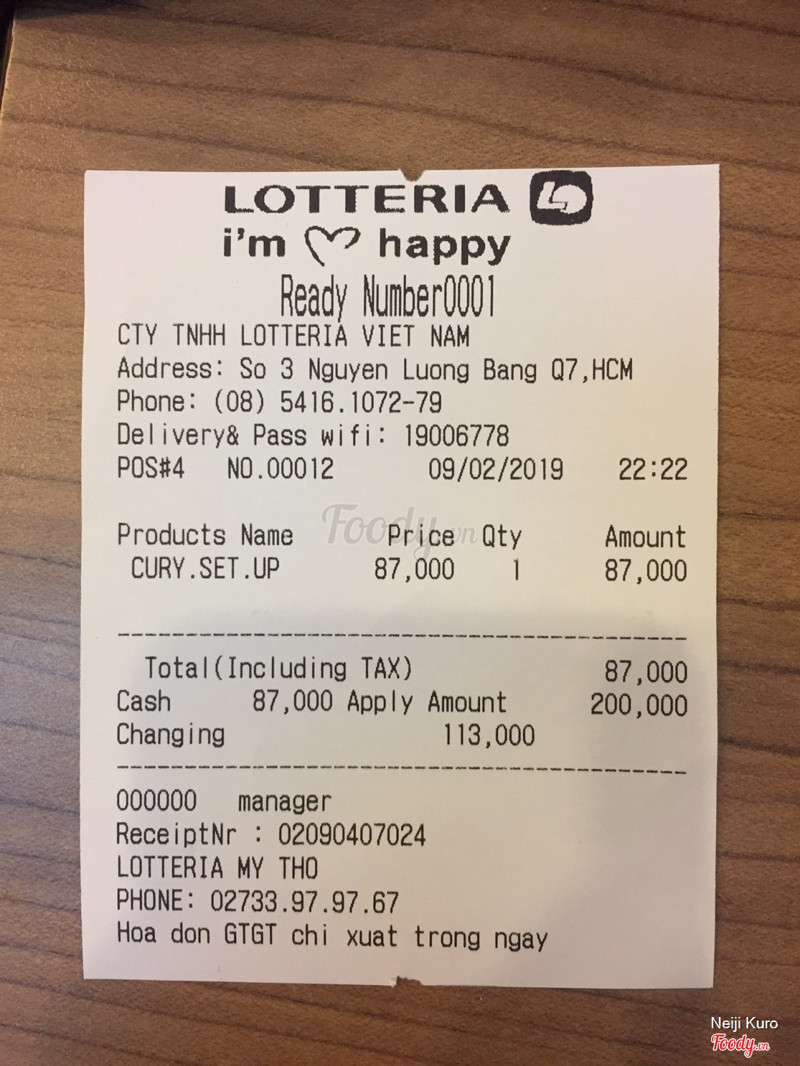 LOTTERIA
i'm happy
Ready Number0001
CTY TNHH LOTTERIA VIET NAM
Address: So 3 Nguyen Luong Bang Q7,HCM
Phone: (08) 5416.1072-79
Delivery& Pass wifi: 19006778
POS#4 NO.00012 09/02/2019 22:22
Foody.vn
Products Name Price Qty Amount
CURY.SET.UP 87,000 1 87,000
Total(Including TAX) 87,000
Cash 87,000 Apply Amount 200,000
Changing 113,000
000000 manager
ReceiptNr : 02090407024
LOTTERIA MY THO
PHONE: 02733.97.97.67
Hoa don GTGT chi xuat trong ngay
Neiji Kuro
Foody.vn